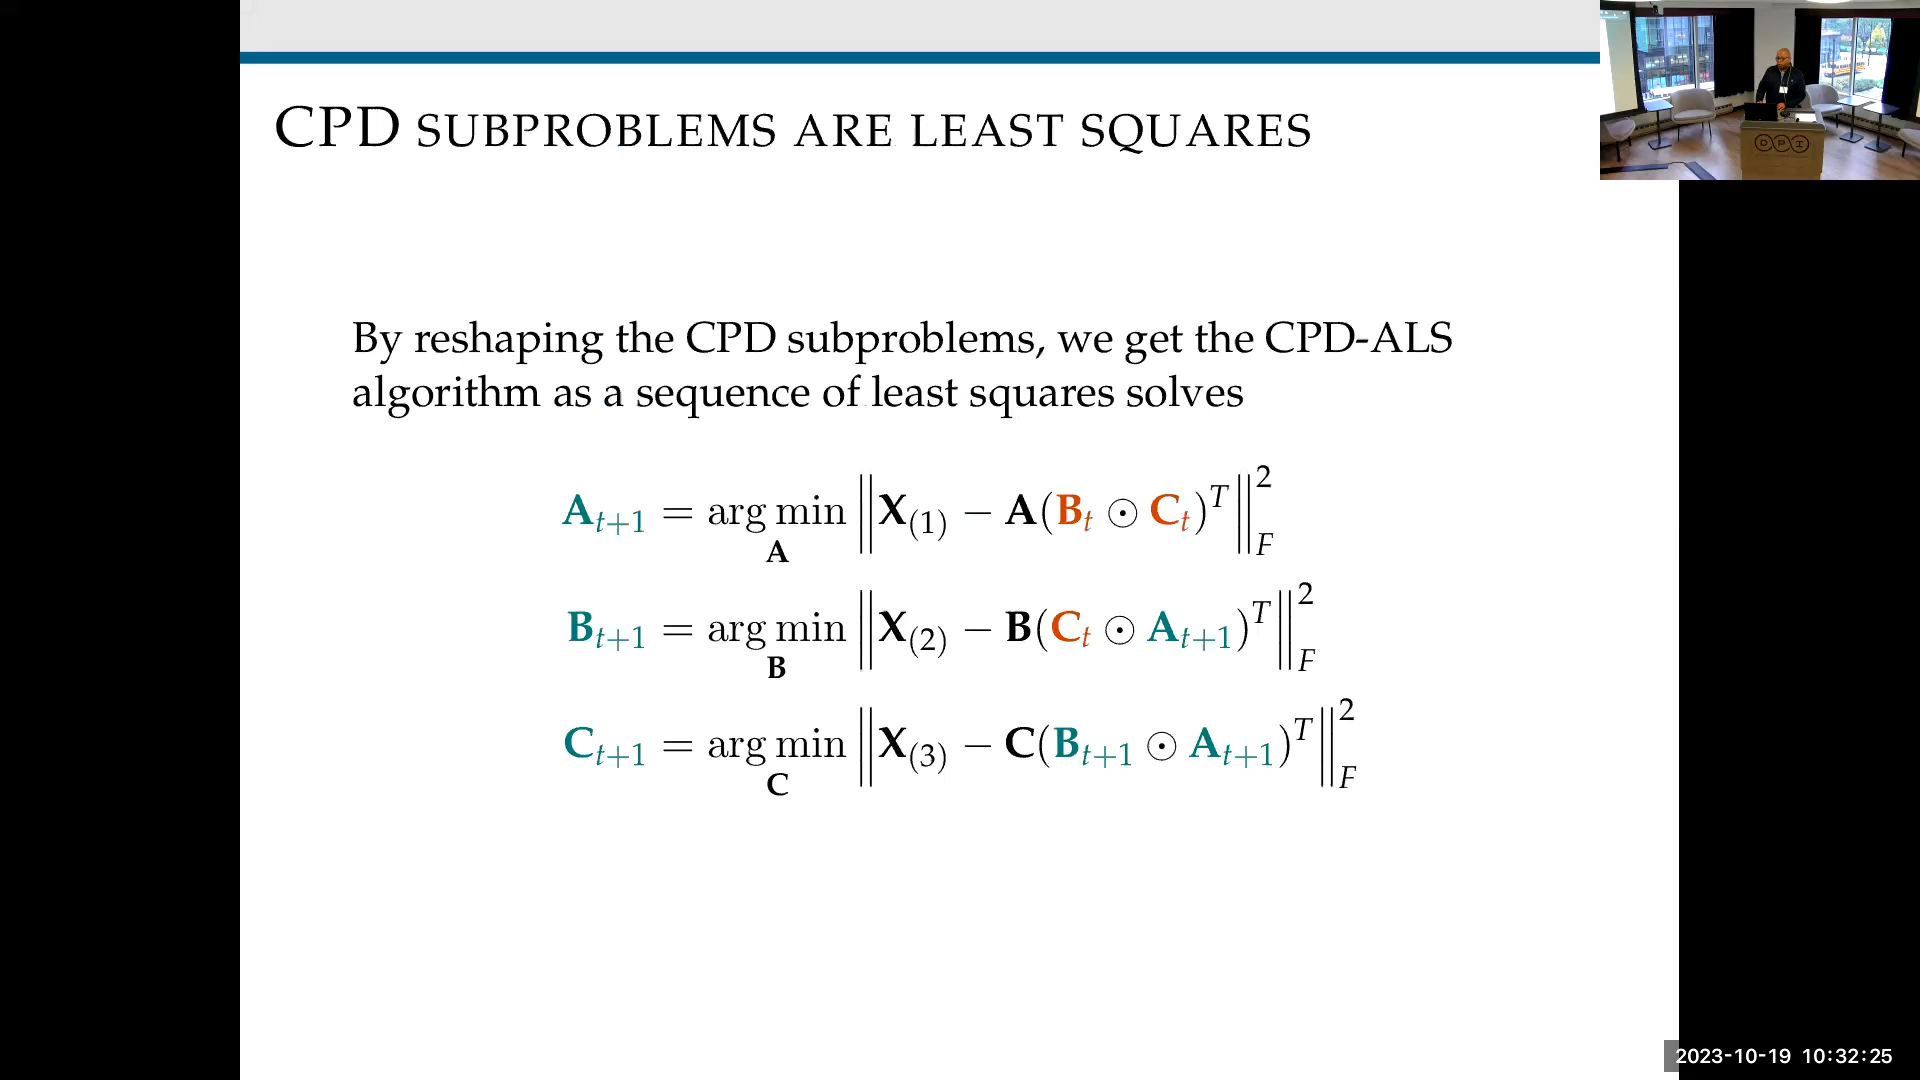 CPD SUBPROBLEMS ARE LEAST SQUARES
By reshaping the CPD subproblems, we get the CPD-ALS
algorithm as a sequence of least squares solves
A_{t+1} = arg min_A ‖X_{(1)} − A(B_t ⊙ C_t)^T‖_F^2
B_{t+1} = arg min_B ‖X_{(2)} − B(C_t ⊙ A_{t+1})^T‖_F^2
C_{t+1} = arg min_C ‖X_{(3)} − C(B_{t+1} ⊙ A_{t+1})^T‖_F^2
DPI
2023-10-19 10:32:25